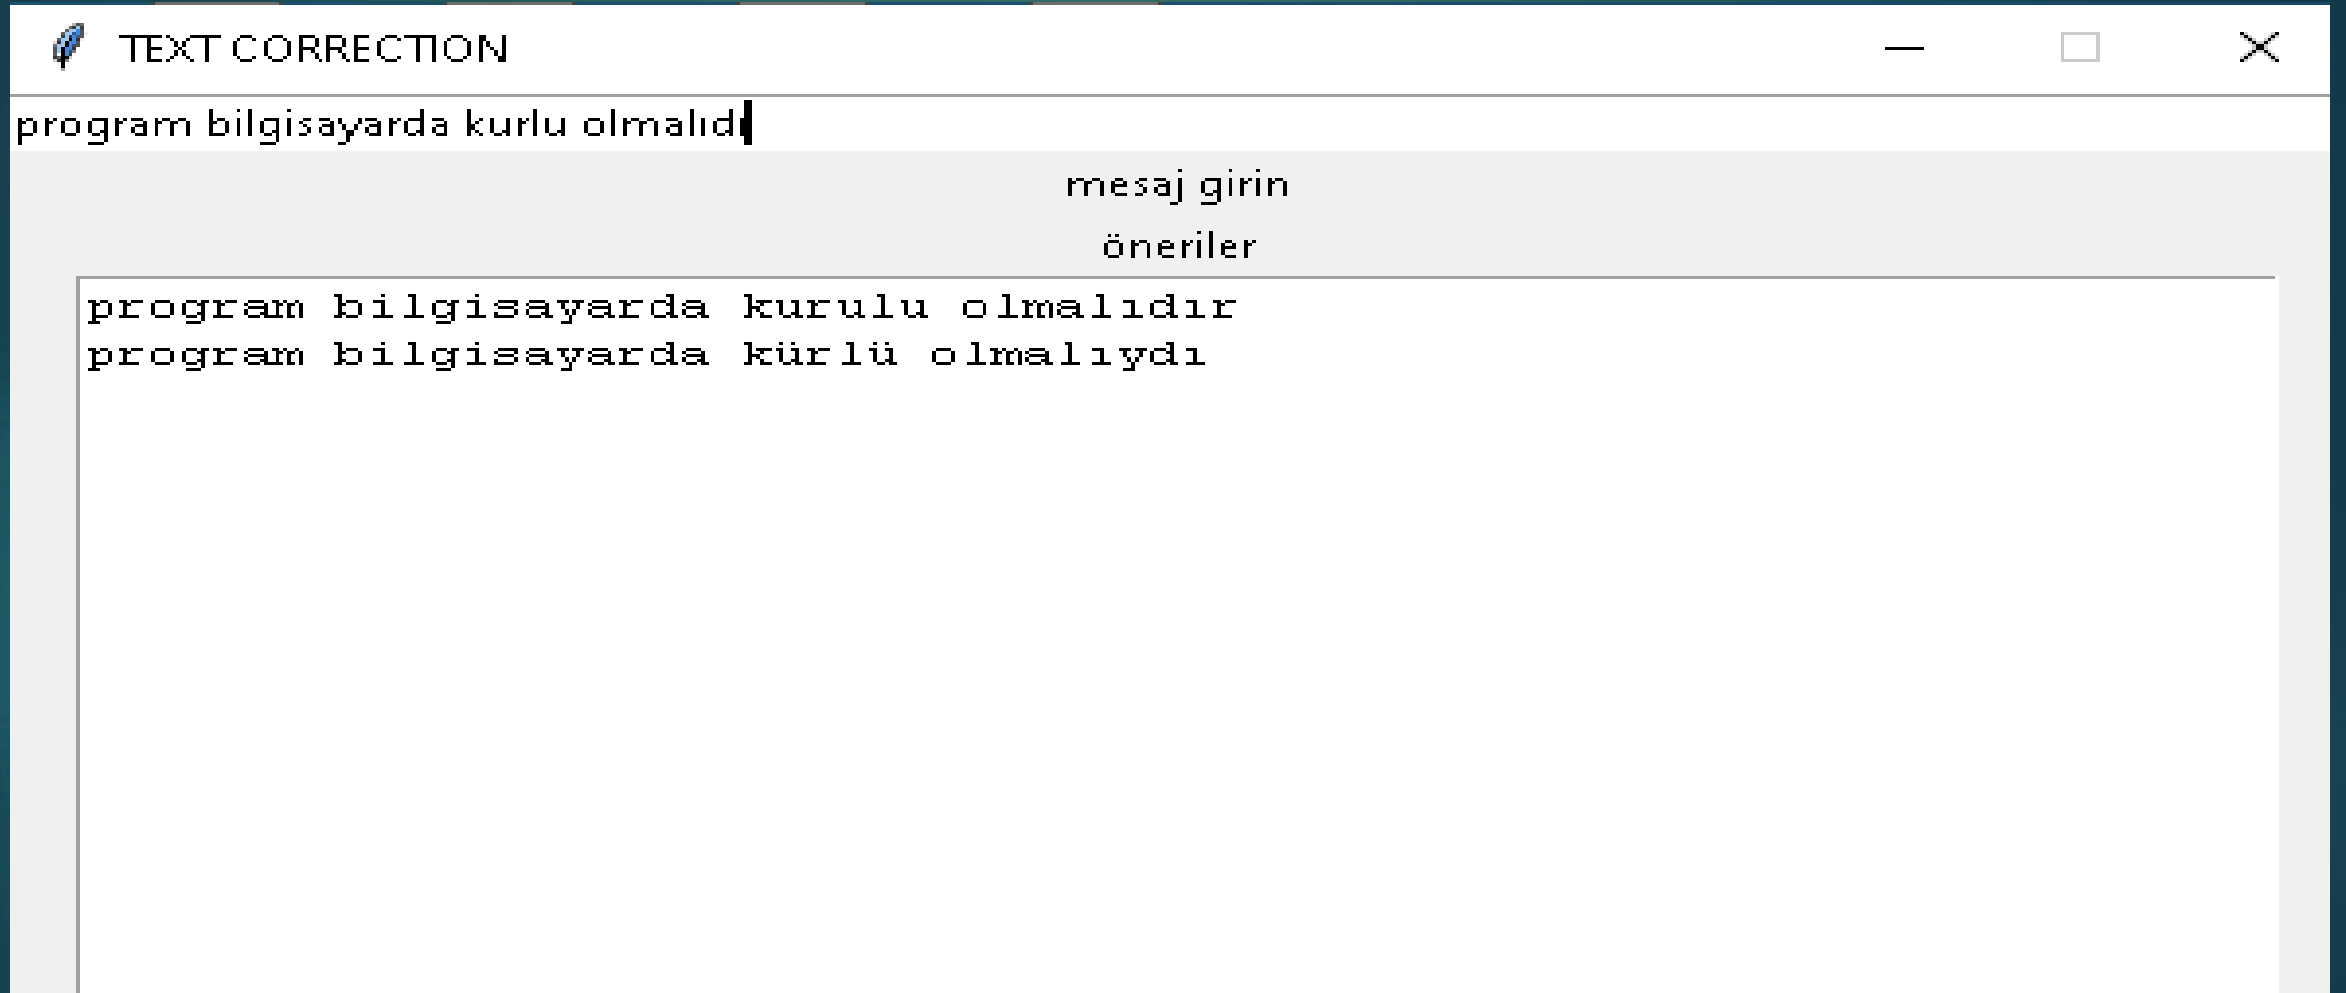 TEXT CORRECTION
program bilgisayarda kurlu olmalıdı
mesaj girin
öneriler
program bilgisayarda kurulu olmalıdır
program bilgisayarda kürlü olmalıydı